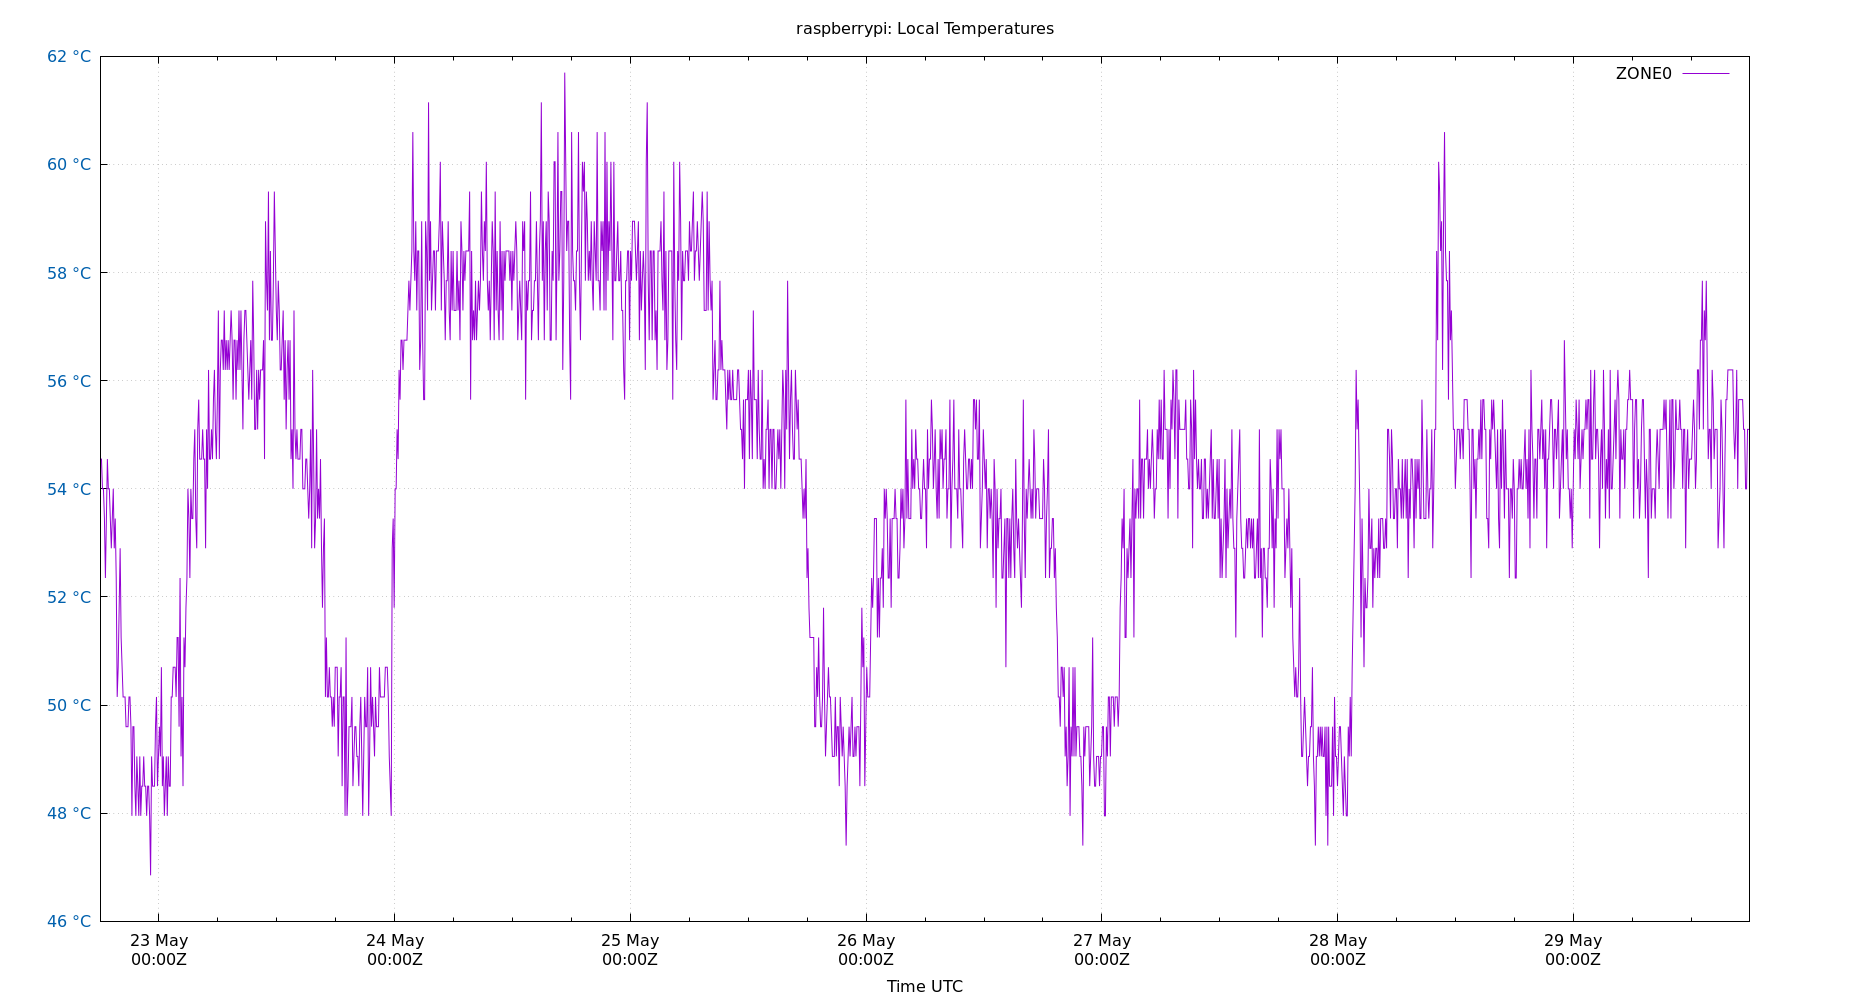 raspberrypi: Local Temperatures
62 °C
ZONE0
60 °C
58 °C
56 °C
54 °C
52 °C
50 °C
48 °C
46 °C
23 May 24 May 25 May 26 May 27 May 28 May 29 May
00:00Z 00:00Z 00:00Z 00:00Z 00:00Z 00:00Z 00:00Z
Time UTC